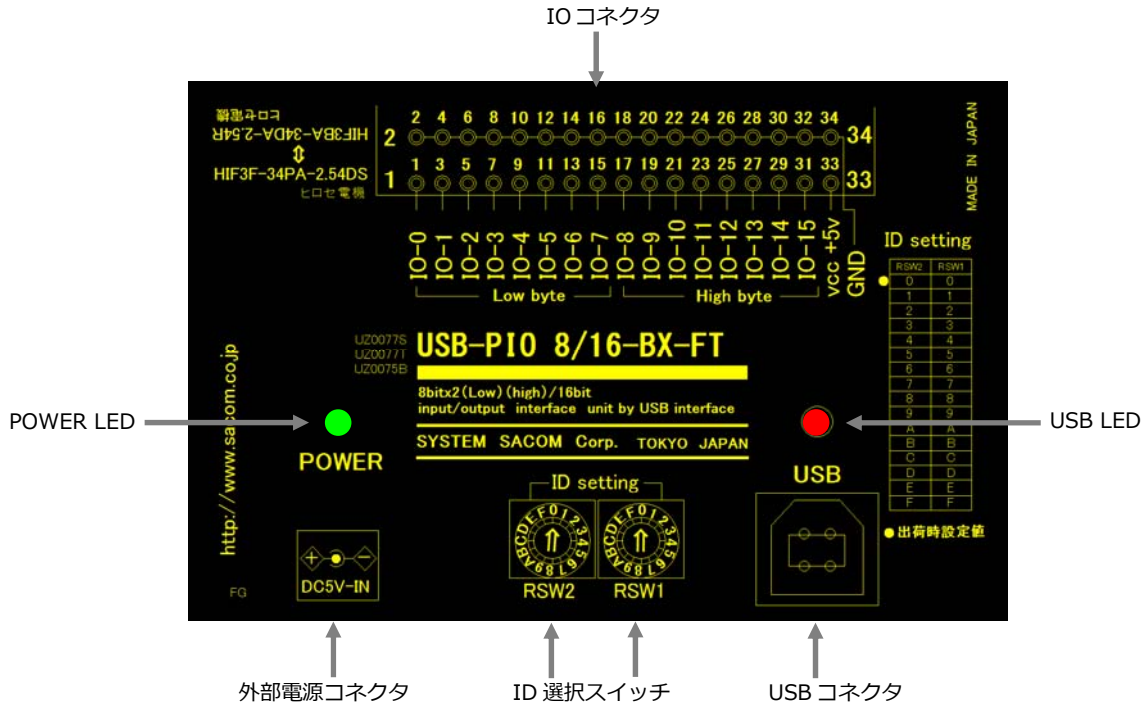 IO コネクタ
ヒロセ電機
HIF3BA-34DA-2.54R
⇕
HIF3F-34PA-2.54DS
ヒロセ電機
2 4 6 8 10 12 14 16 18 20 22 24 26 28 30 32 34
2 34
1 3 5 7 9 11 13 15 17 19 21 23 25 27 29 31 33
1 33
MADE IN JAPAN
IO-0
IO-1
IO-2
IO-3
IO-4
IO-5
IO-6
IO-7
IO-8
IO-9
IO-10
IO-11
IO-12
IO-13
IO-14
IO-15
vcc +5v
GND
Low byte
High byte
ID setting
RSW2 RSW1
0 0
1 1
2 2
3 3
4 4
5 5
6 6
7 7
8 8
9 9
A A
B B
C C
D D
E E
F F
●出荷時設定値
UZ0077S
UZ0077T
UZ0075B
USB-PIO 8/16-BX-FT
8bitx2(Low)(high)/16bit
input/output interface unit by USB interface
SYSTEM SACOM Corp. TOKYO JAPAN
http://www.sacom.co.jp
POWER LED
POWER
USB LED
USB
ID setting
0123456789ABCDEF
0123456789ABCDEF
RSW2
RSW1
DC5V-IN
FG
外部電源コネクタ
ID 選択スイッチ
USB コネクタ